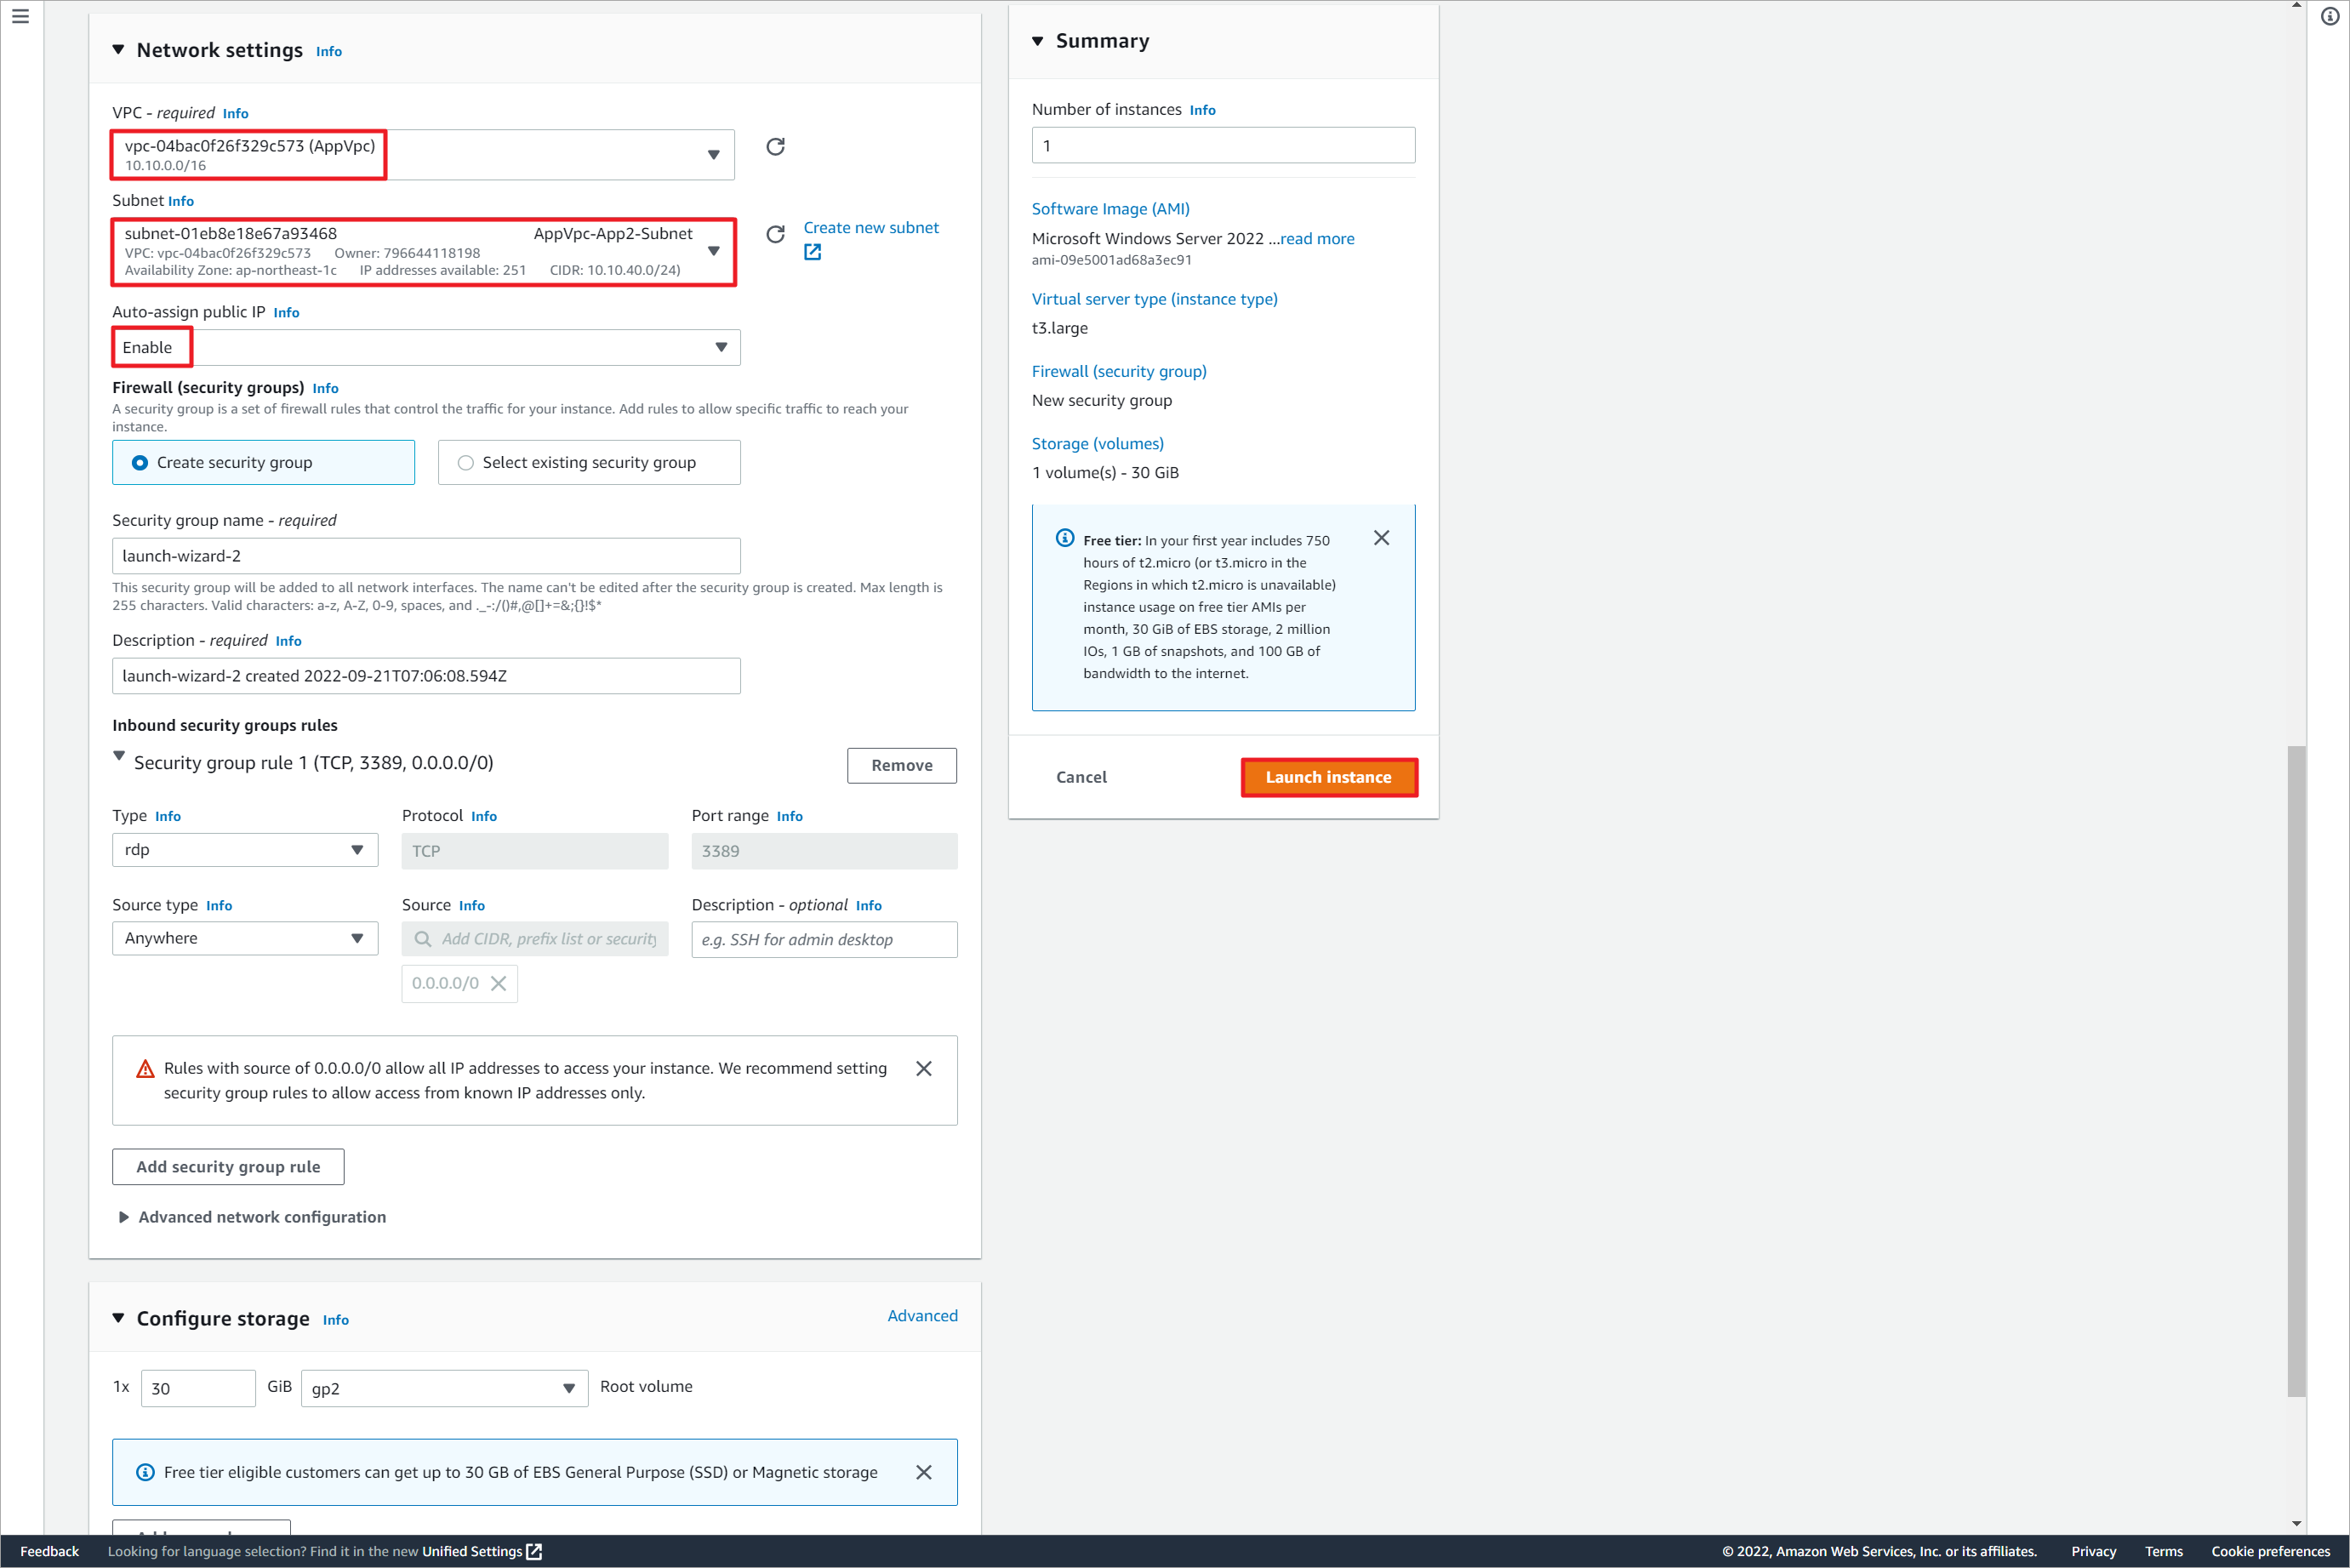 Network settings Info
VPC - required Info
vpc-04bac0f26f329c573 (AppVpc)
10.10.0.0/16
Subnet Info
subnet-01eb8e18e67a93468 AppVpc-App2-Subnet
VPC: vpc-04bac0f26f329c573 Owner: 796644118198
Availability Zone: ap-northeast-1c IP addresses available: 251 CIDR: 10.10.40.0/24)
Create new subnet
Auto-assign public IP Info
Enable
Firewall (security groups) Info
A security group is a set of firewall rules that control the traffic for your instance. Add rules to allow specific traffic to reach your
instance.
Create security group
Select existing security group
Security group name - required
launch-wizard-2
This security group will be added to all network interfaces. The name can't be edited after the security group is created. Max length is
255 characters. Valid characters: a-z, A-Z, 0-9, spaces, and ._-:/()#,@[]+=&;{}!$*
Description - required Info
launch-wizard-2 created 2022-09-21T07:06:08.594Z
Inbound security groups rules
Security group rule 1 (TCP, 3389, 0.0.0.0/0)
Remove
Type Info Protocol Info Port range Info
rdp TCP 3389
Source type Info Source Info Description - optional Info
Anywhere Add CIDR, prefix list or security e.g. SSH for admin desktop
0.0.0.0/0
Rules with source of 0.0.0.0/0 allow all IP addresses to access your instance. We recommend setting
security group rules to allow access from known IP addresses only.
Add security group rule
Advanced network configuration
Configure storage Info
Advanced
1x 30 GiB gp2 Root volume
Free tier eligible customers can get up to 30 GB of EBS General Purpose (SSD) or Magnetic storage
Summary
Number of instances Info
1
Software Image (AMI)
Microsoft Windows Server 2022 ...read more
ami-09e5001ad68a3ec91
Virtual server type (instance type)
t3.large
Firewall (security group)
New security group
Storage (volumes)
1 volume(s) - 30 GiB
Free tier: In your first year includes 750
hours of t2.micro (or t3.micro in the
Regions in which t2.micro is unavailable)
instance usage on free tier AMIs per
month, 30 GiB of EBS storage, 2 million
IOs, 1 GB of snapshots, and 100 GB of
bandwidth to the internet.
Cancel
Launch instance
Feedback Looking for language selection? Find it in the new Unified Settings © 2022, Amazon Web Services, Inc. or its affiliates. Privacy Terms Cookie preferences